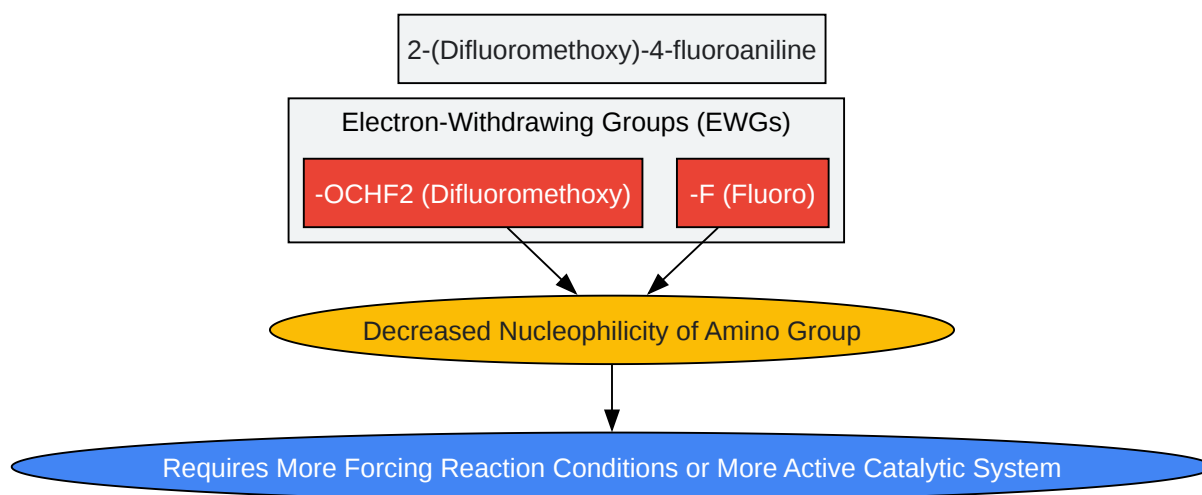 2-(Difluoromethoxy)-4-fluoroaniline
Electron-Withdrawing Groups (EWGs)
-OCHF2 (Difluoromethoxy)
-F (Fluoro)
Decreased Nucleophilicity of Amino Group
Requires More Forcing Reaction Conditions or More Active Catalytic System